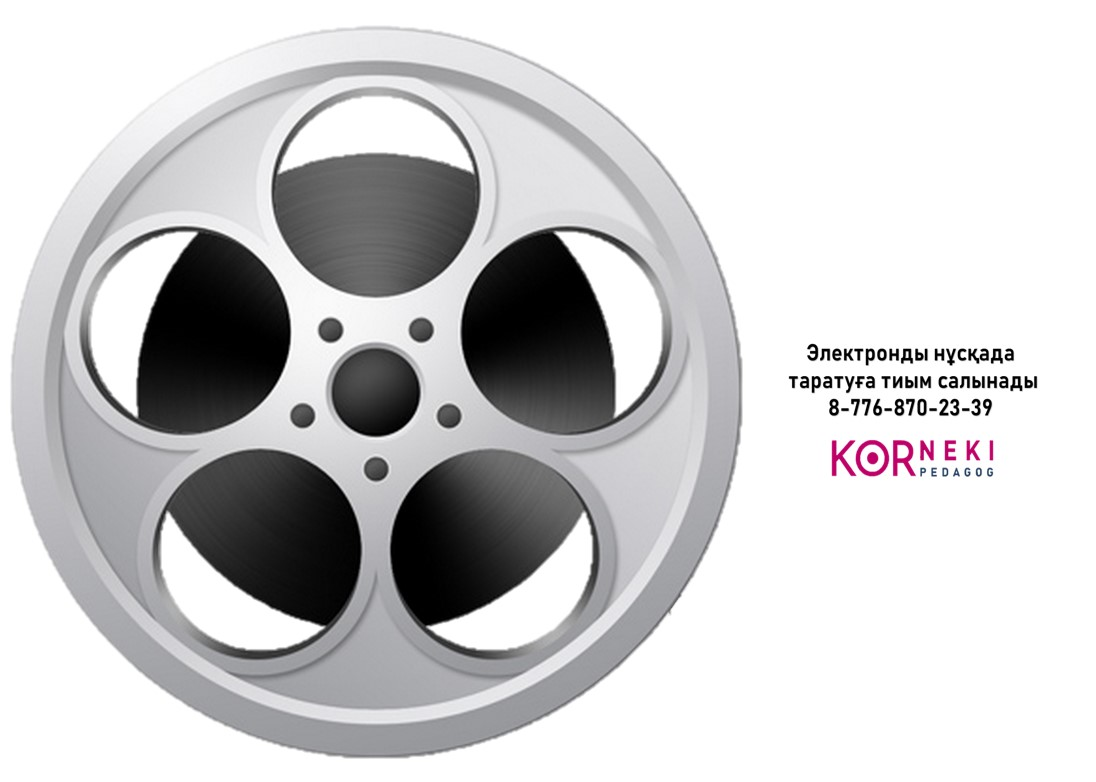 Электронды нұсқада
таратуға тиым салынады
8-776-870-23-39
KORNEKI
PEDAGOG